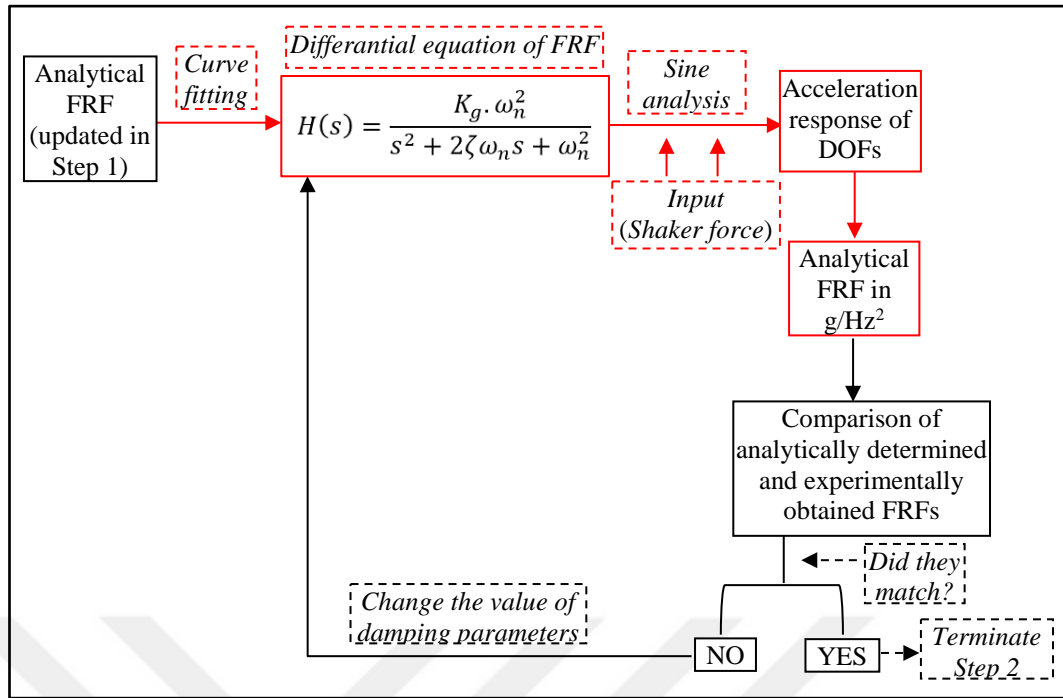 Analytical
FRF
(updated in
Step 1)
Curve
fitting
Differantial equation of FRF
H(s) = K_g. ω_n^2 / (s^2 + 2ζω_n s + ω_n^2)
Sine
analysis
Input
(Shaker force)
Acceleration
response of
DOFs
Analytical
FRF in
g/Hz²
Comparison of
analytically determined
and experimentally
obtained FRFs
Did they
match?
NO
YES
Terminate
Step 2
Change the value of
damping parameters